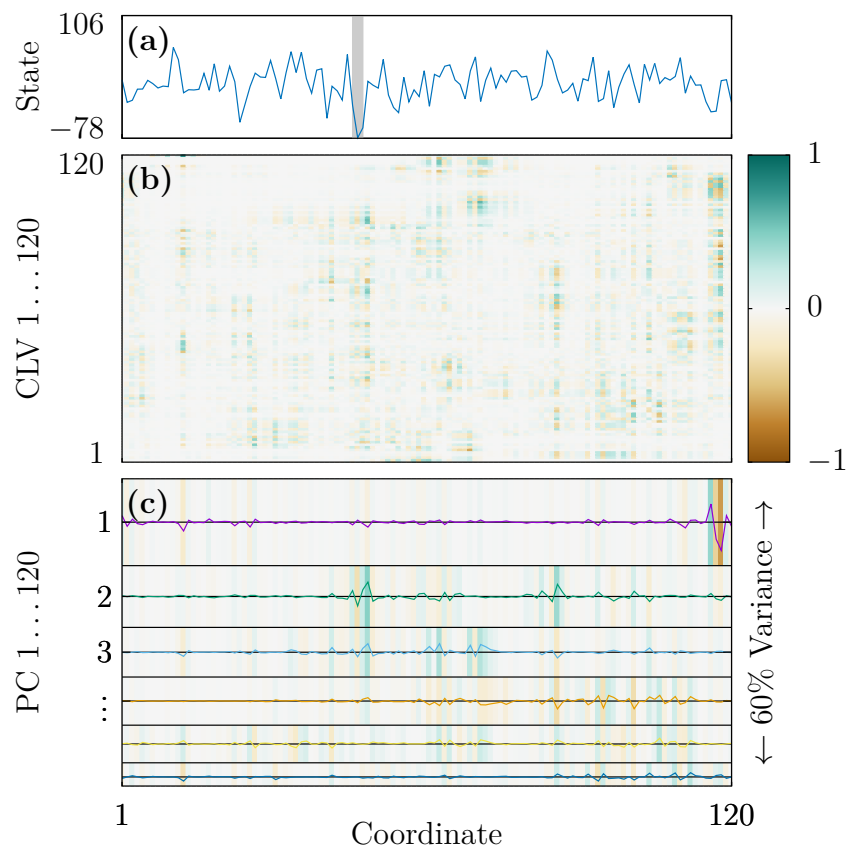 106
(a)
State
−78
120
(b)
1
CLV 1 . . . 120
0
1
−1
(c)
1
2
3
...
PC 1 . . . 120
← 60% Variance →
1
120
Coordinate